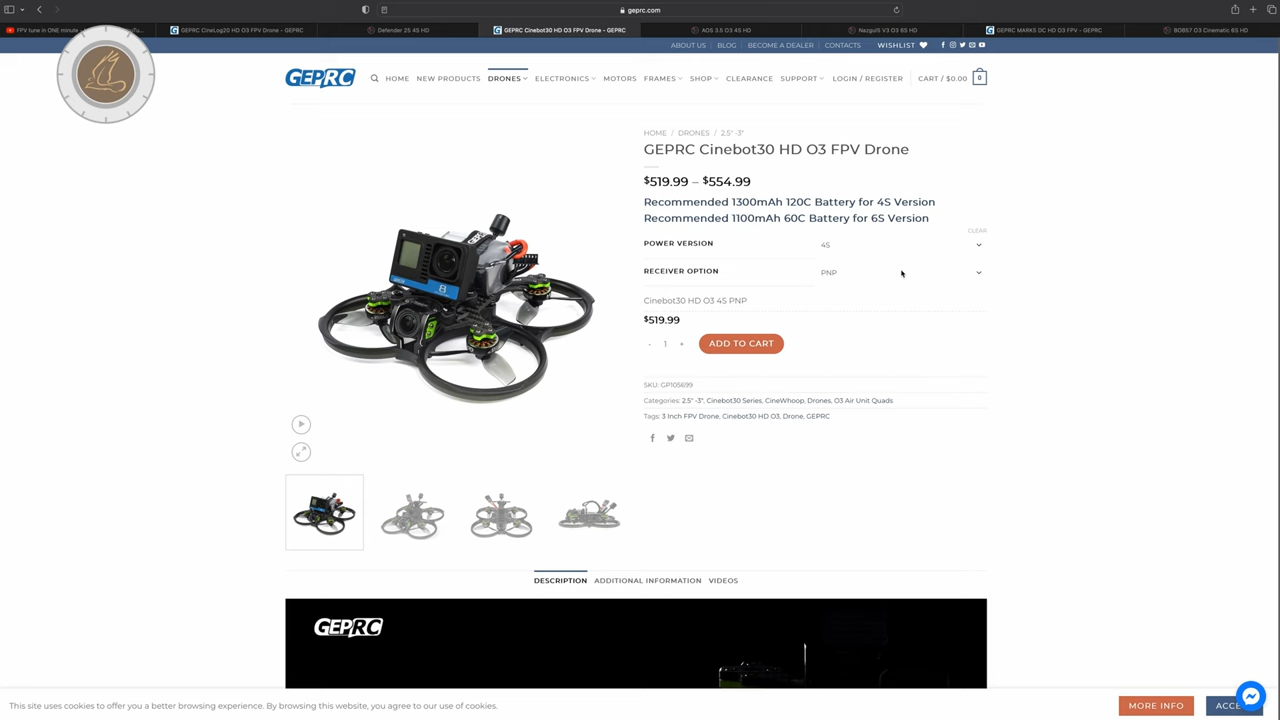 geprc.com
FPV tune in ONE minute
GEPRC CineLog20 HD O3 FPV Drone - GEPRC
Defender 25 4S HD
GEPRC Cinebot30 HD O3 FPV Drone - GEPRC
AOS 3.5 O3 4S HD
Nazgul5 V3 O3 6S HD
GEPRC MARK5 DC HD O3 FPV - GEPRC
BOB57 O3 Cinematic 6S HD
ABOUT US BLOG BECOME A DEALER CONTACTS WISHLIST
GEPRC HOME NEW PRODUCTS DRONES ELECTRONICS MOTORS FRAMES SHOP CLEARANCE SUPPORT LOGIN / REGISTER CART / $0.00 0
HOME / DRONES / 2.5" -3"
GEPRC Cinebot30 HD O3 FPV Drone
$519.99 – $554.99
Recommended 1300mAh 120C Battery for 4S Version
Recommended 1100mAh 60C Battery for 6S Version
CLEAR
POWER VERSION 4S
RECEIVER OPTION PNP
Cinebot30 HD O3 4S PNP
$519.99
- 1 + ADD TO CART
SKU: GP105699
Categories: 2.5" -3", Cinebot30 Series, CineWhoop, Drones, O3 Air Unit Quads
Tags: 3 Inch FPV Drone, Cinebot30 HD O3, Drone, GEPRC
DESCRIPTION ADDITIONAL INFORMATION VIDEOS
GEPRC
This site uses cookies to offer you a better browsing experience. By browsing this website, you agree to our use of cookies.
MORE INFO